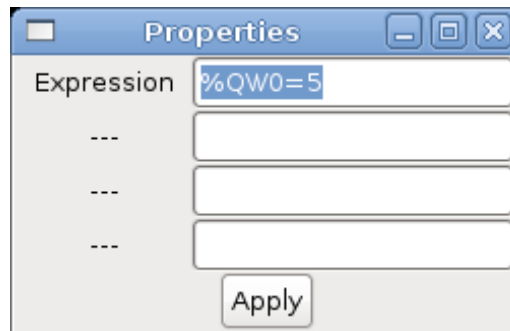 Properties
Expression %QW0=5
---
---
---
Apply